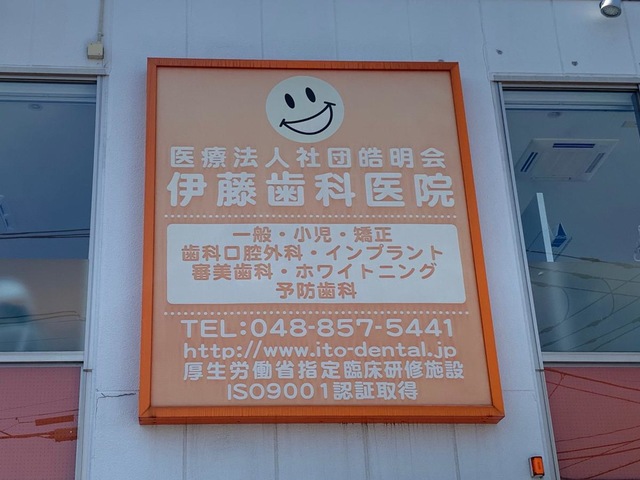 医療法人社団皓明会
伊藤歯科医院
一般・小児・矯正
歯科口腔外科・インプラント
審美歯科・ホワイトニング
予防歯科
TEL:048-857-5441
http://www.ito-dental.jp
厚生労働省指定臨床研修施設
ISO9001認証取得